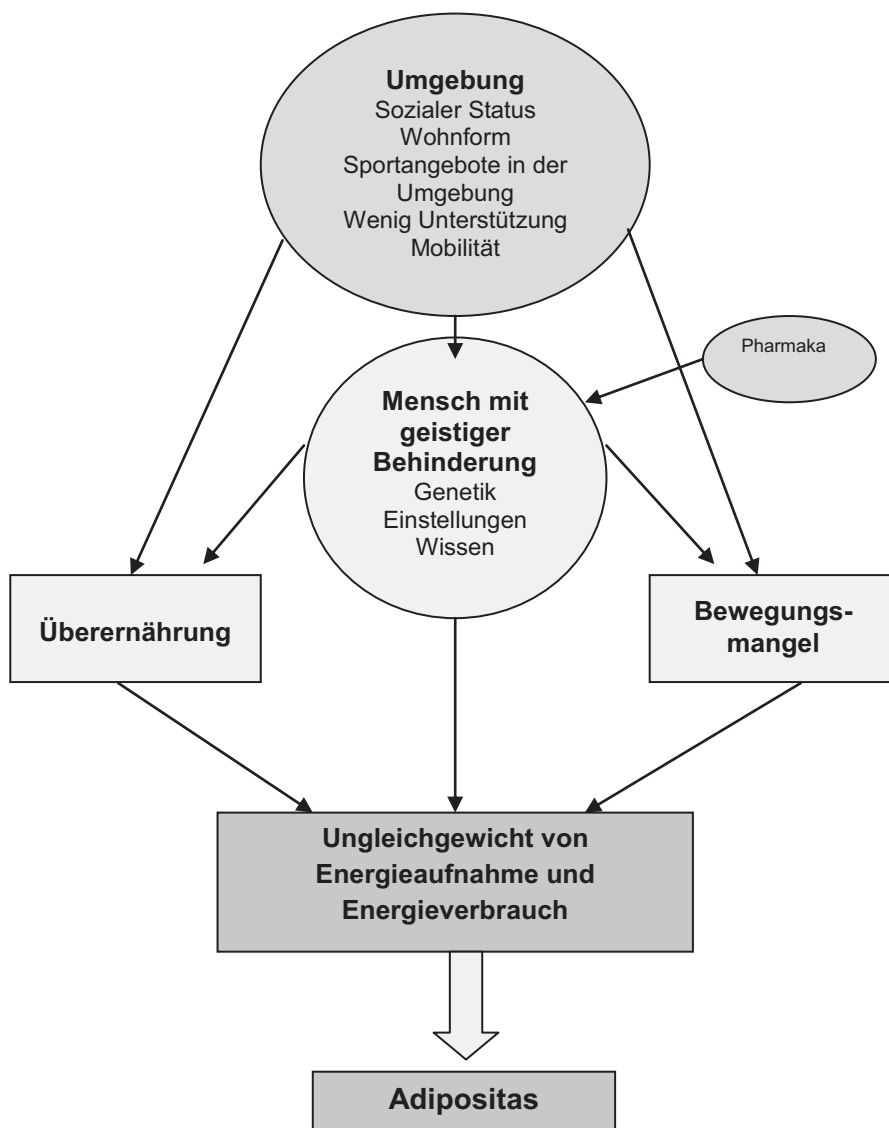 Umgebung
Sozialer Status
Wohnform
Sportangebote in der
Umgebung
Wenig Unterstützung
Mobilität
Pharmaka
Mensch mit
geistiger
Behinderung
Genetik
Einstellungen
Wissen
Überernährung
Bewegungs-
mangel
Ungleichgewicht von
Energieaufnahme und
Energieverbrauch
Adipositas